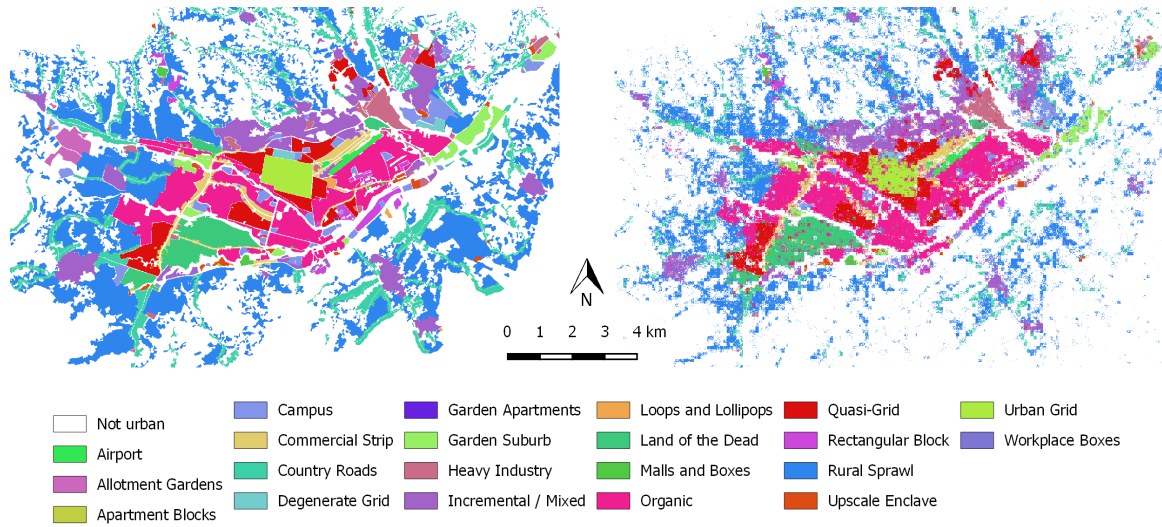 N
0 1 2 3 4 km
Not urban
Airport
Allotment Gardens
Apartment Blocks
Campus
Commercial Strip
Country Roads
Degenerate Grid
Garden Apartments
Garden Suburb
Heavy Industry
Incremental / Mixed
Loops and Lollipops
Land of the Dead
Malls and Boxes
Organic
Quasi-Grid
Rectangular Block
Rural Sprawl
Upscale Enclave
Urban Grid
Workplace Boxes